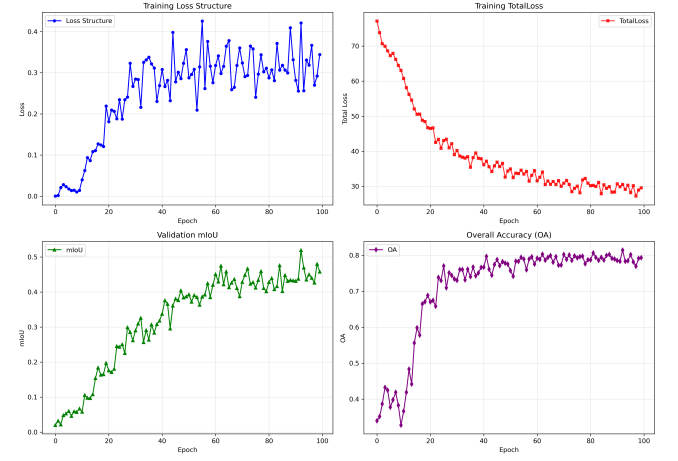 Training Loss Structure
Loss Structure
0.4
0.3
0.2
0.1
0.0
Loss
0
20
40
60
80
100
Epoch
Training TotalLoss
TotalLoss
70
60
50
40
30
Total Loss
0
20
40
60
80
100
Epoch
Validation mIoU
mIoU
0.5
0.4
0.3
0.2
0.1
0.0
mIoU
0
20
40
60
80
100
Epoch
Overall Accuracy (OA)
OA
0.8
0.7
0.6
0.5
0.4
OA
0
20
40
60
80
100
Epoch